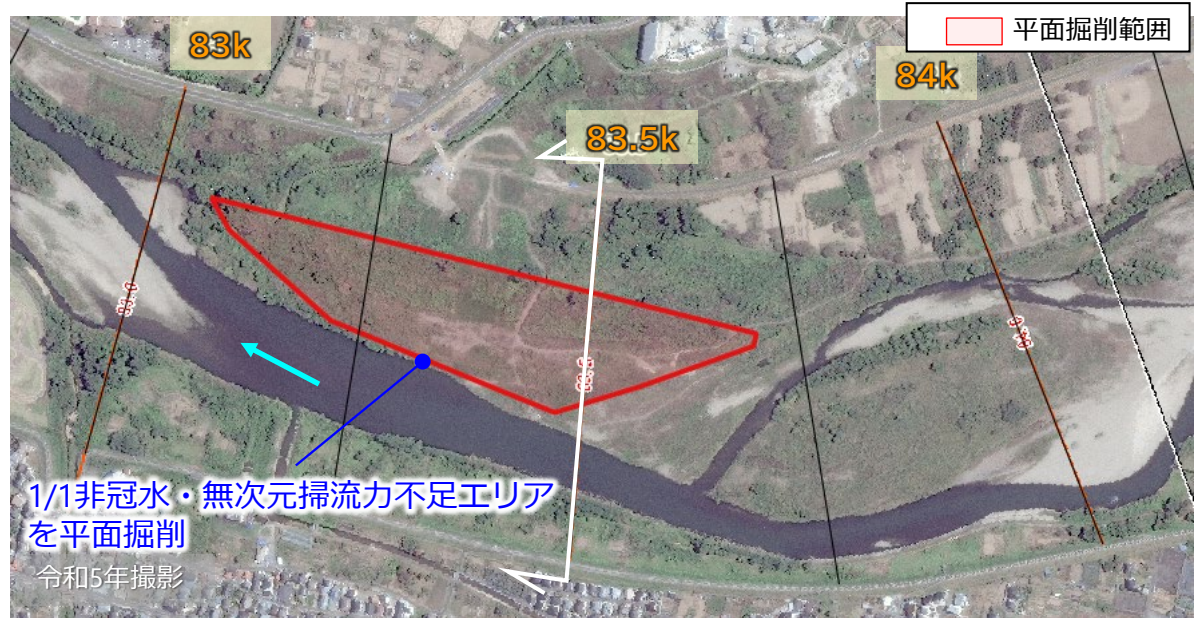 平面掘削範囲
83k
84k
83.5k
1/1非冠水・無次元掃流力不足エリア
を平面掘削
令和5年撮影